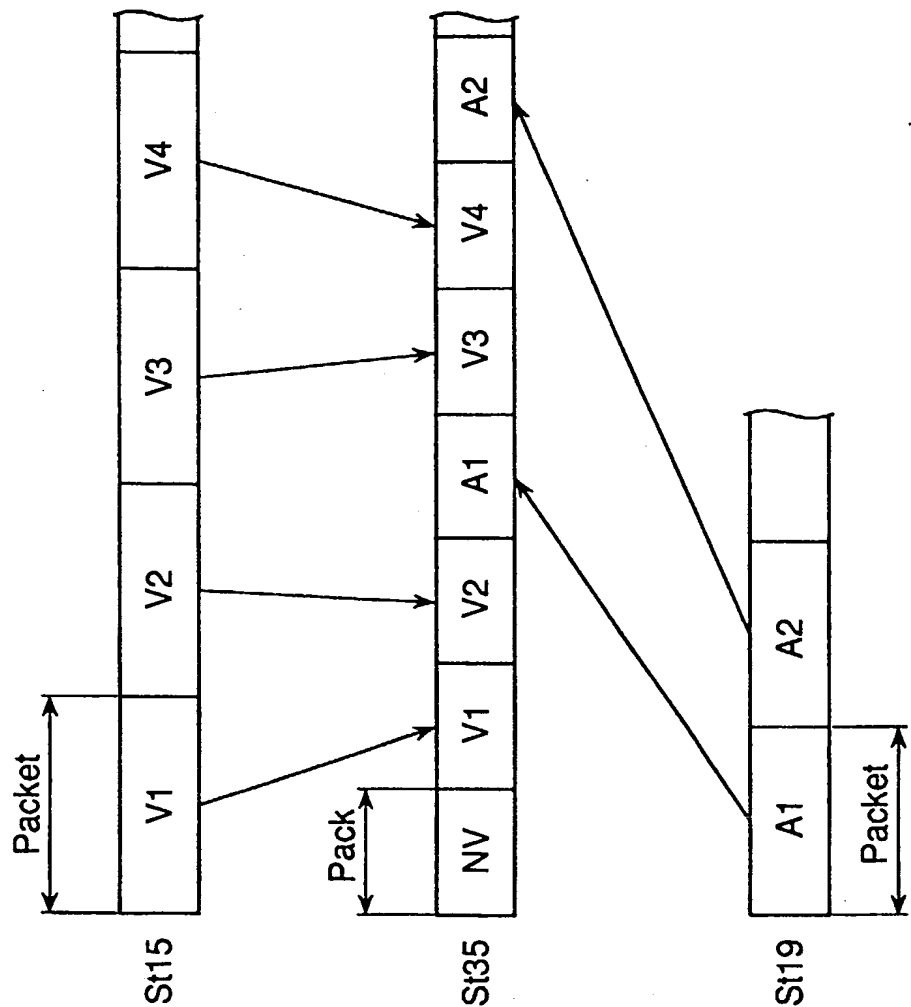 Packet
St15 V1 V2 V3 V4
Pack
St35 NV V1 V2 A1 V3 V4 A2
St19 A1 A2
Packet